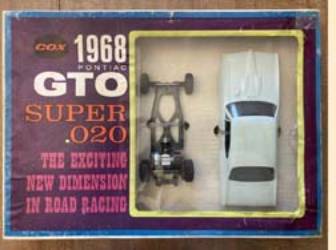 COX
1968
PONTIAC
GTO
SUPER
.020
THE EXCITING
NEW DIMENSION
IN ROAD RACING